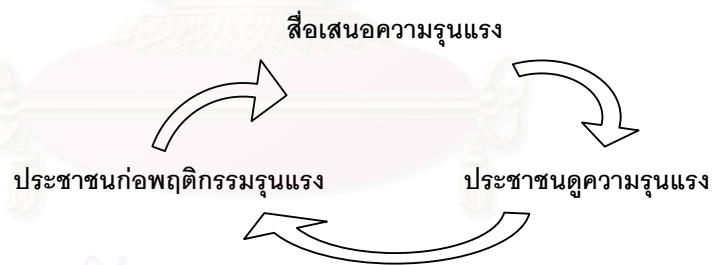 สื่อเสนอความรุนแรง
ประชาชนก่อพฤติกรรมรุนแรง
ประชาชนดูความรุนแรง